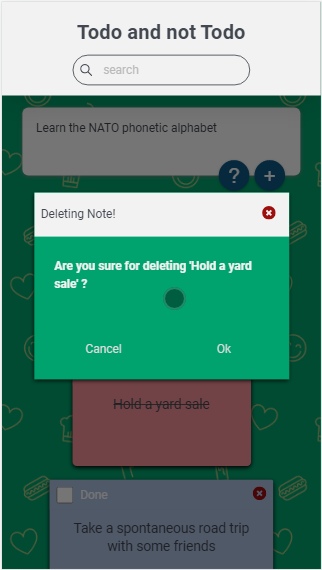 Todo and not Todo
search
Learn the NATO phonetic alphabet
? +
Deleting Note!
Are you sure for deleting 'Hold a yard
sale' ?
Cancel Ok
Hold a yard sale
Done
Take a spontaneous road trip
with some friends